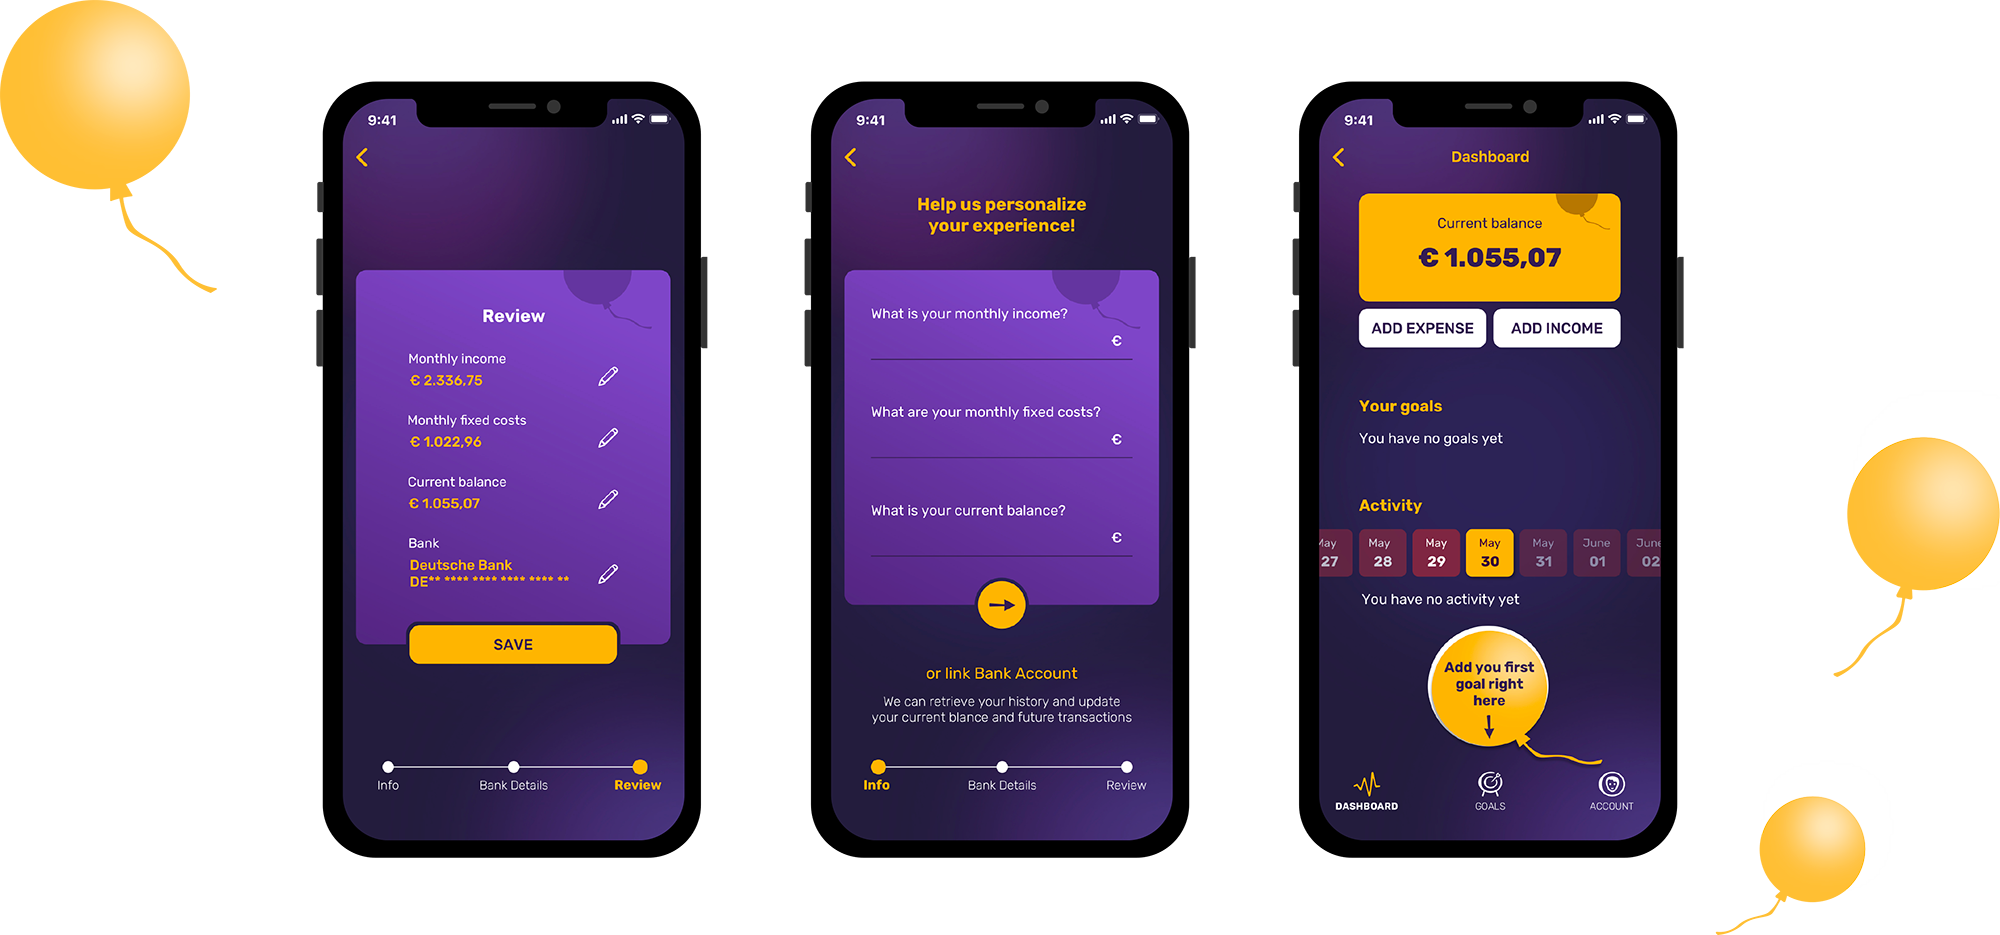 9:41
Review
Monthly income
€ 2.336,75
Monthly fixed costs
€ 1.022,96
Current balance
€ 1.055,07
Bank
Deutsche Bank
DE** **** **** **** **** **
SAVE
Info
Bank Details
Review
9:41
Help us personalize
your experience!
What is your monthly income?
€
What are your monthly fixed costs?
€
What is your current balance?
€
or link Bank Account
We can retrieve your history and update
your current blance and future transactions
Info
Bank Details
Review
9:41
Dashboard
Current balance
€ 1.055,07
ADD EXPENSE
ADD INCOME
Your goals
You have no goals yet
Activity
May
27
May
28
May
29
May
30
May
31
June
01
June
02
You have no activity yet
Add you first
goal right
here
DASHBOARD
GOALS
ACCOUNT